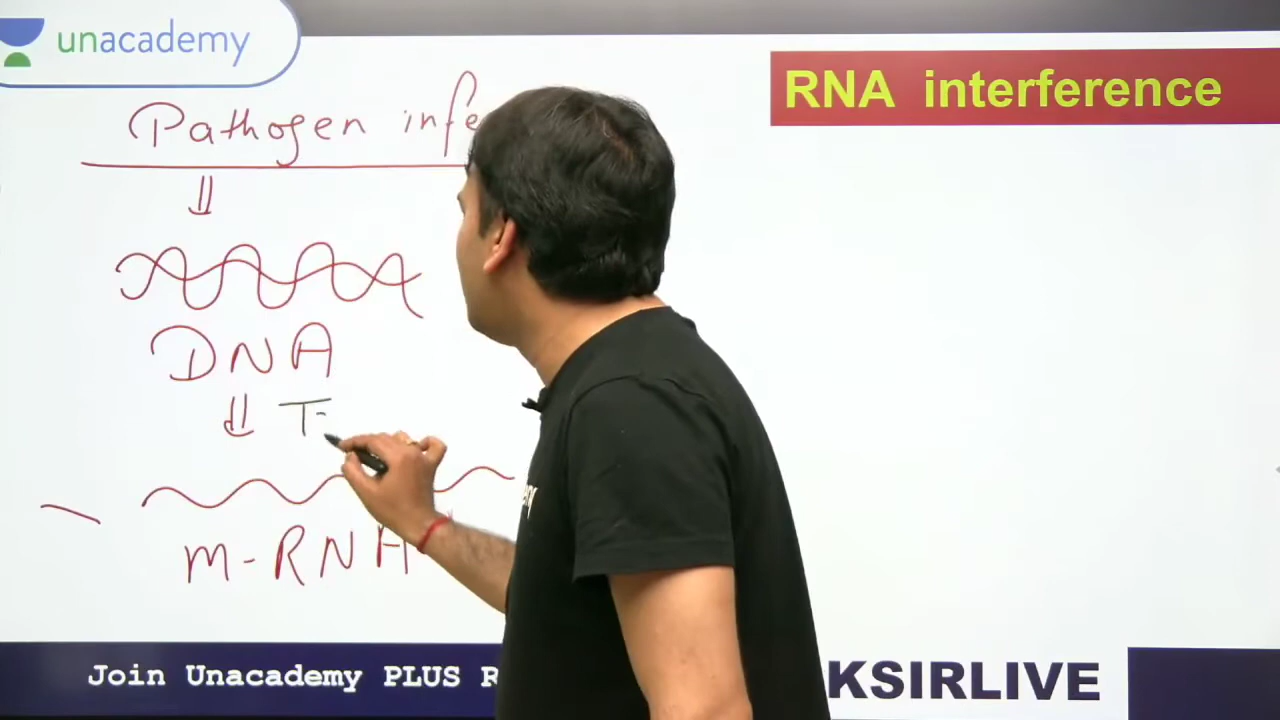 unacademy
RNA interference
Pathogen infe
DNA
T
m-RNA
Join Unacademy PLUS R
KSIRLIVE